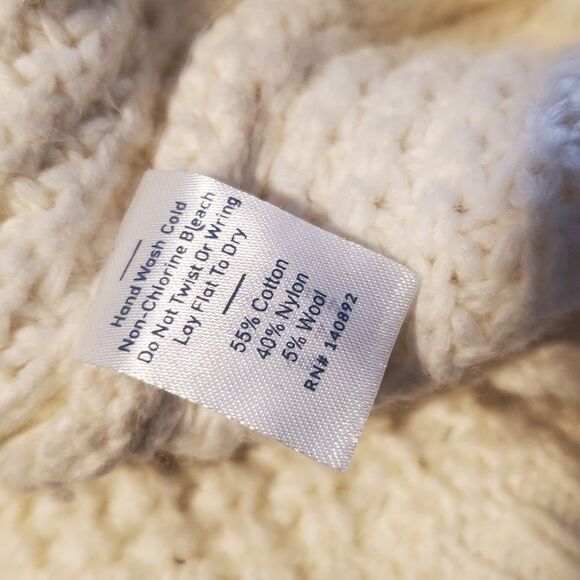 Hand Wash Cold
Non-Chlorine Bleach
Do Not Twist Or Wring
Lay Flat To Dry
55% Cotton
40% Nylon
5% Wool
RN# 140892